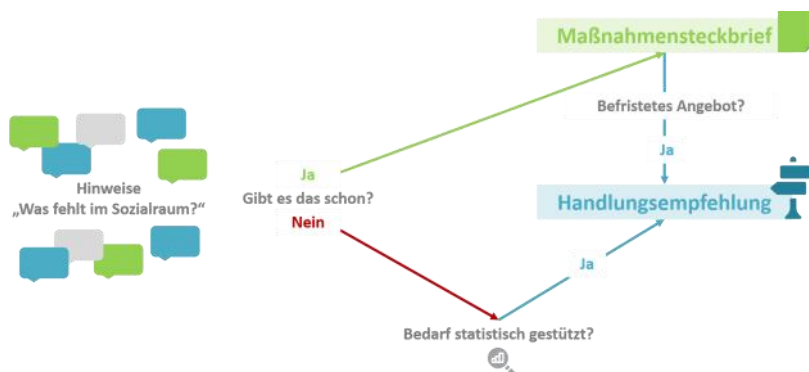 Maßnahmensteckbrief
Befristetes Angebot?
Ja
Handlungsempfehlung
Hinweise
„Was fehlt im Sozialraum?“
Ja
Gibt es das schon?
Nein
Ja
Bedarf statistisch gestützt?